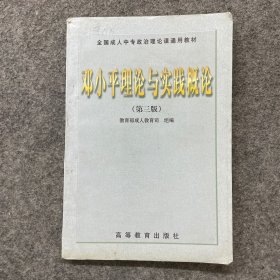 全国成人中专政治理论课通用教材
邓小平理论与实践概论
（第三版）
教育部成人教育司 组编
高等教育出版社